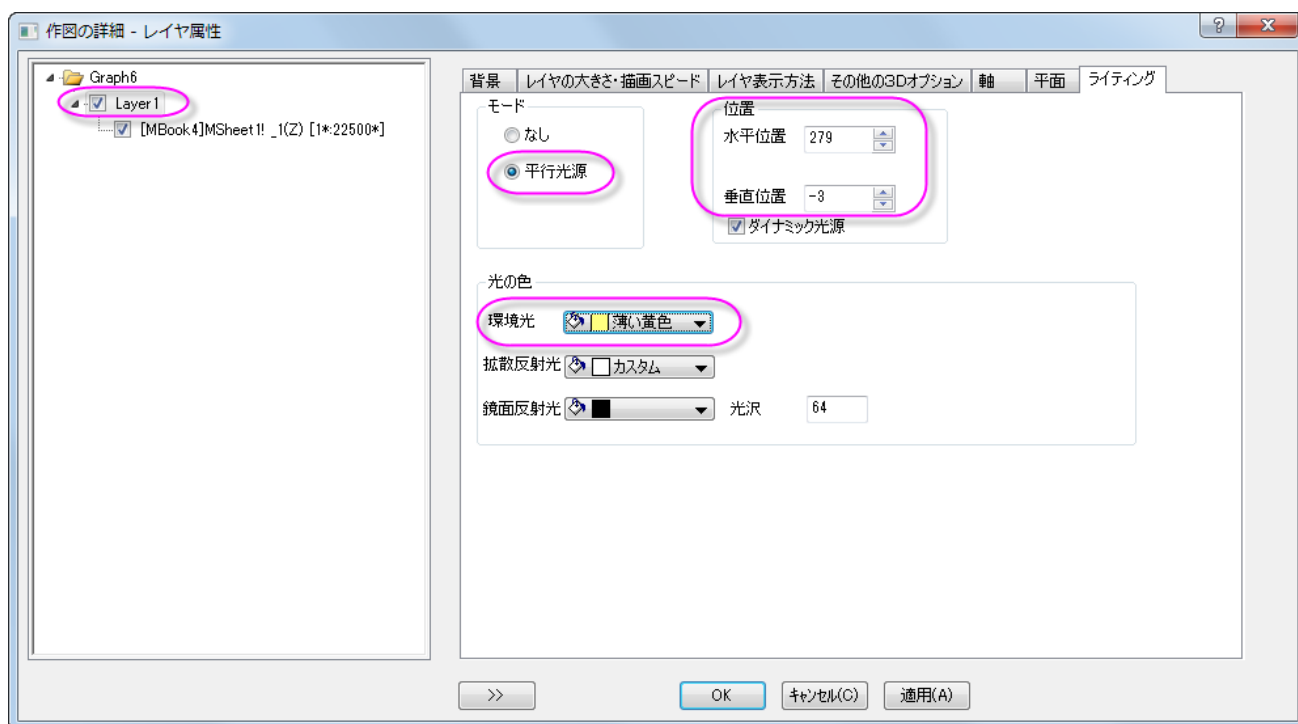 作図の詳細 - レイヤ属性
Graph6
Layer1
[MBook4]MSheet1! _1(Z) [1*:22500*]
背景 レイヤの大きさ・描画スピード レイヤ表示方法 その他の3Dオプション 軸 平面 ライティング
モード
なし
平行光源
位置
水平位置 279
垂直位置 -3
ダイナミック光源
光の色
環境光 薄い黄色
拡散反射光 カスタム
鏡面反射光 光沢 64
>> OK キャンセル(C) 適用(A)